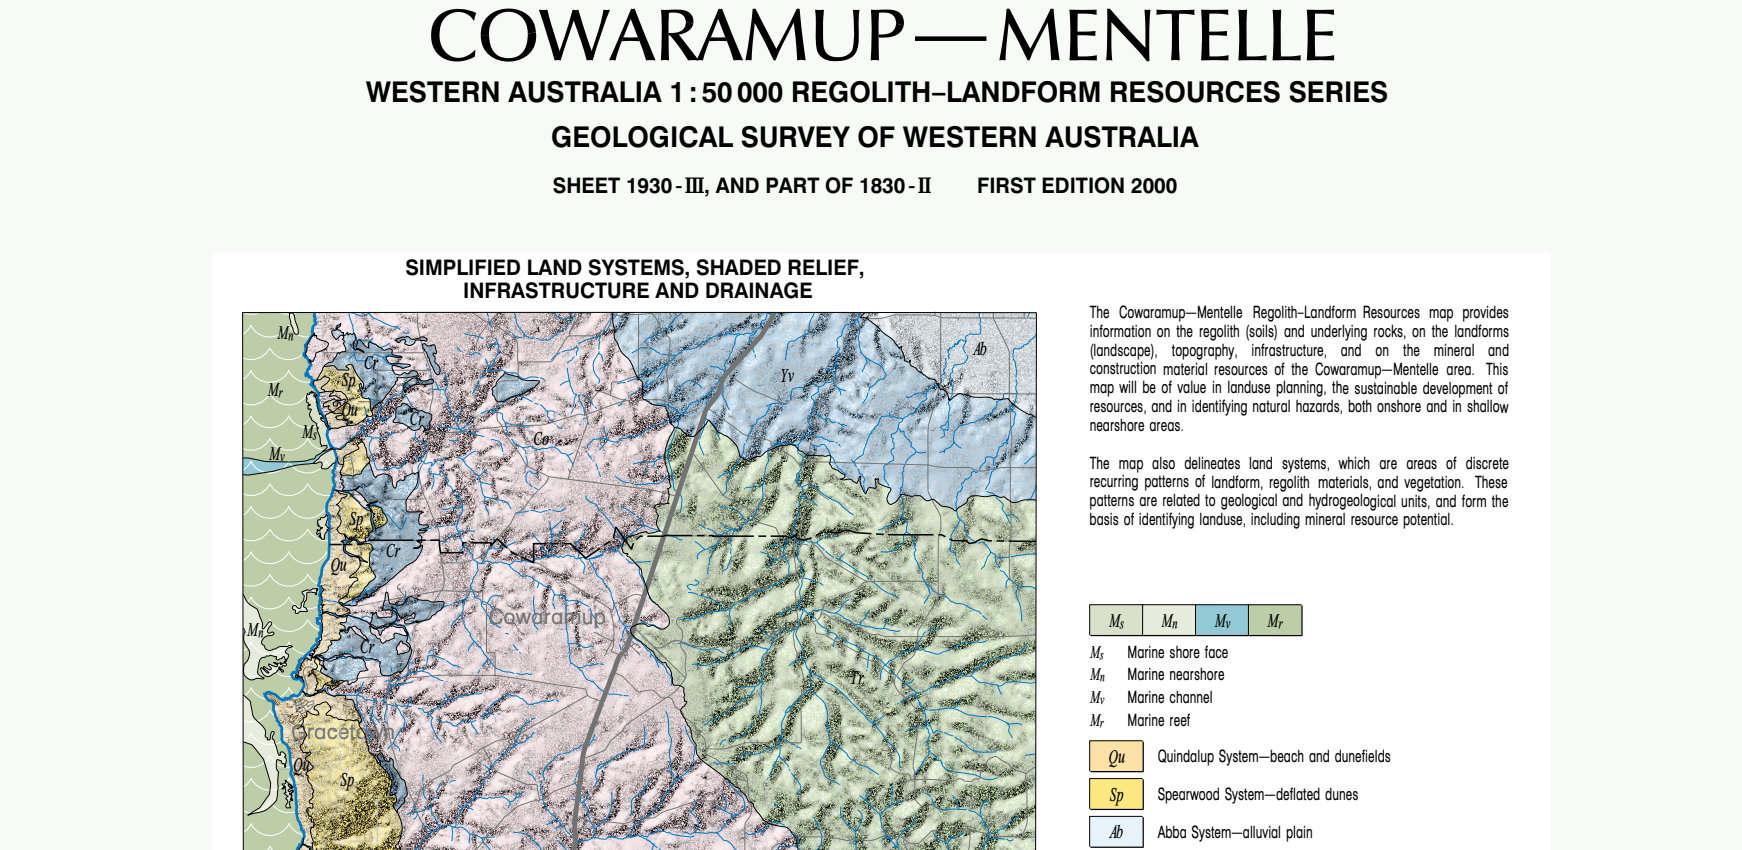 COWARAMUP—MENTELLE
WESTERN AUSTRALIA 1 : 50 000 REGOLITH–LANDFORM RESOURCES SERIES
GEOLOGICAL SURVEY OF WESTERN AUSTRALIA
SHEET 1930 - III, AND PART OF 1830 - II FIRST EDITION 2000
SIMPLIFIED LAND SYSTEMS, SHADED RELIEF,
INFRASTRUCTURE AND DRAINAGE
Mn
Cr
Ab
Sp
Yv
Mr
Qu
Cr
Ms
Co
Mv
Sp
Cr
Qu
Cowaramup
Mn
Cr
Tr
Gracetown
Qu
Sp
The Cowaramup—Mentelle Regolith–Landform Resources map provides
information on the regolith (soils) and underlying rocks, on the landforms
(landscape), topography, infrastructure, and on the mineral and
construction material resources of the Cowaramup—Mentelle area. This
map will be of value in landuse planning, the sustainable development of
resources, and in identifying natural hazards, both onshore and in shallow
nearshore areas.
The map also delineates land systems, which are areas of discrete
recurring patterns of landform, regolith materials, and vegetation. These
patterns are related to geological and hydrogeological units, and form the
basis of identifying landuse, including mineral resource potential.
Ms Mn Mv Mr
Ms Marine shore face
Mn Marine nearshore
Mv Marine channel
Mr Marine reef
Qu Quindalup System—beach and dunefields
Sp Spearwood System—deflated dunes
Ab Abba System—alluvial plain